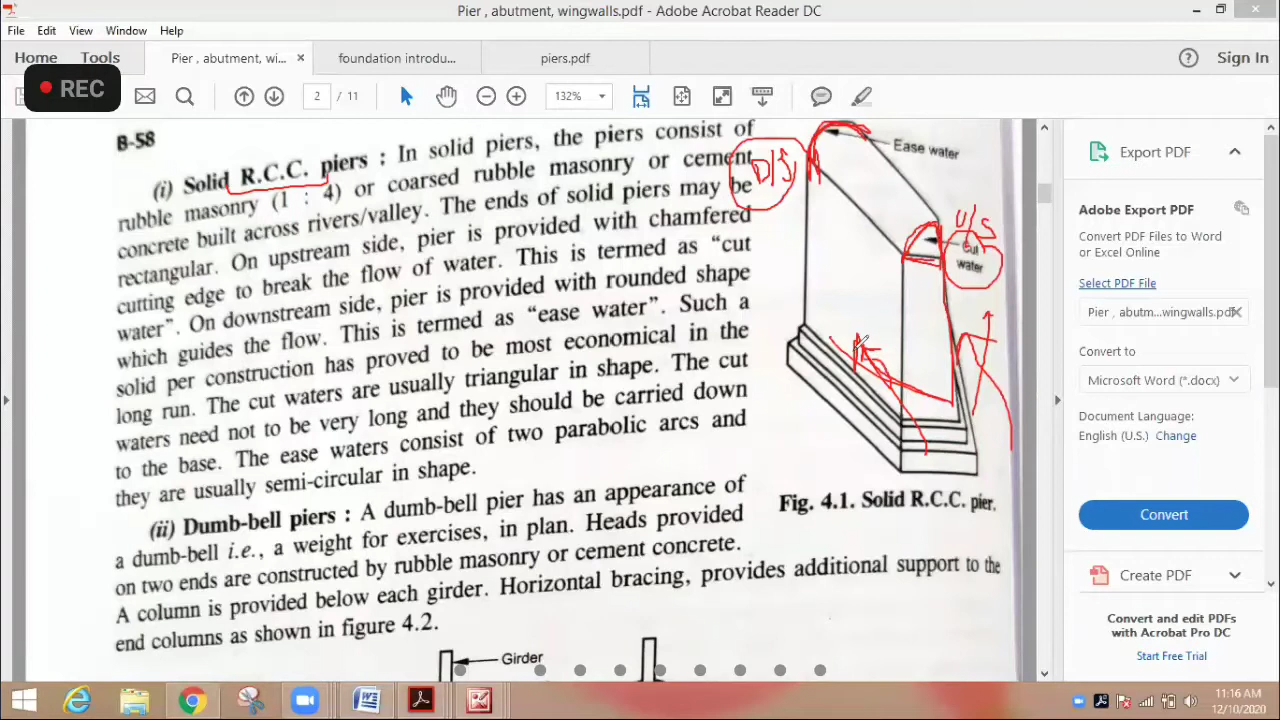 Pier , abutment, wingwalls.pdf - Adobe Acrobat Reader DC
File Edit View Window Help
Home Tools Pier , abutment, wi... × foundation introdu... piers.pdf Sign In
REC 2 / 11 132%
B-58
(i) Solid R.C.C. piers : In solid piers, the piers consist of
rubble masonry (1 : 4) or coarsed rubble masonry or cement
concrete built across rivers/valley. The ends of solid piers may be
rectangular. On upstream side, pier is provided with chamfered
cutting edge to break the flow of water. This is termed as “cut
water”. On downstream side, pier is provided with rounded shape
which guides the flow. This is termed as “ease water”. Such a
solid per construction has proved to be most economical in the
long run. The cut waters are usually triangular in shape. The cut
waters need not to be very long and they should be carried down
to the base. The ease waters consist of two parabolic arcs and
they are usually semi-circular in shape.
Ease water
D/S
U/S
Cut
water
Fig. 4.1. Solid R.C.C. pier.
(ii) Dumb-bell piers : A dumb-bell pier has an appearance of
a dumb-bell i.e., a weight for exercises, in plan. Heads provided
on two ends are constructed by rubble masonry or cement concrete.
A column is provided below each girder. Horizontal bracing, provides additional support to the
end columns as shown in figure 4.2.
Girder
Export PDF
Adobe Export PDF
Convert PDF Files to Word
or Excel Online
Select PDF File
Pier , abutm...wingwalls.pdf
Convert to
Microsoft Word (*.docx)
Document Language:
English (U.S.) Change
Convert
Create PDF
Convert and edit PDFs
with Acrobat Pro DC
Start Free Trial
11:16 AM
12/10/2020